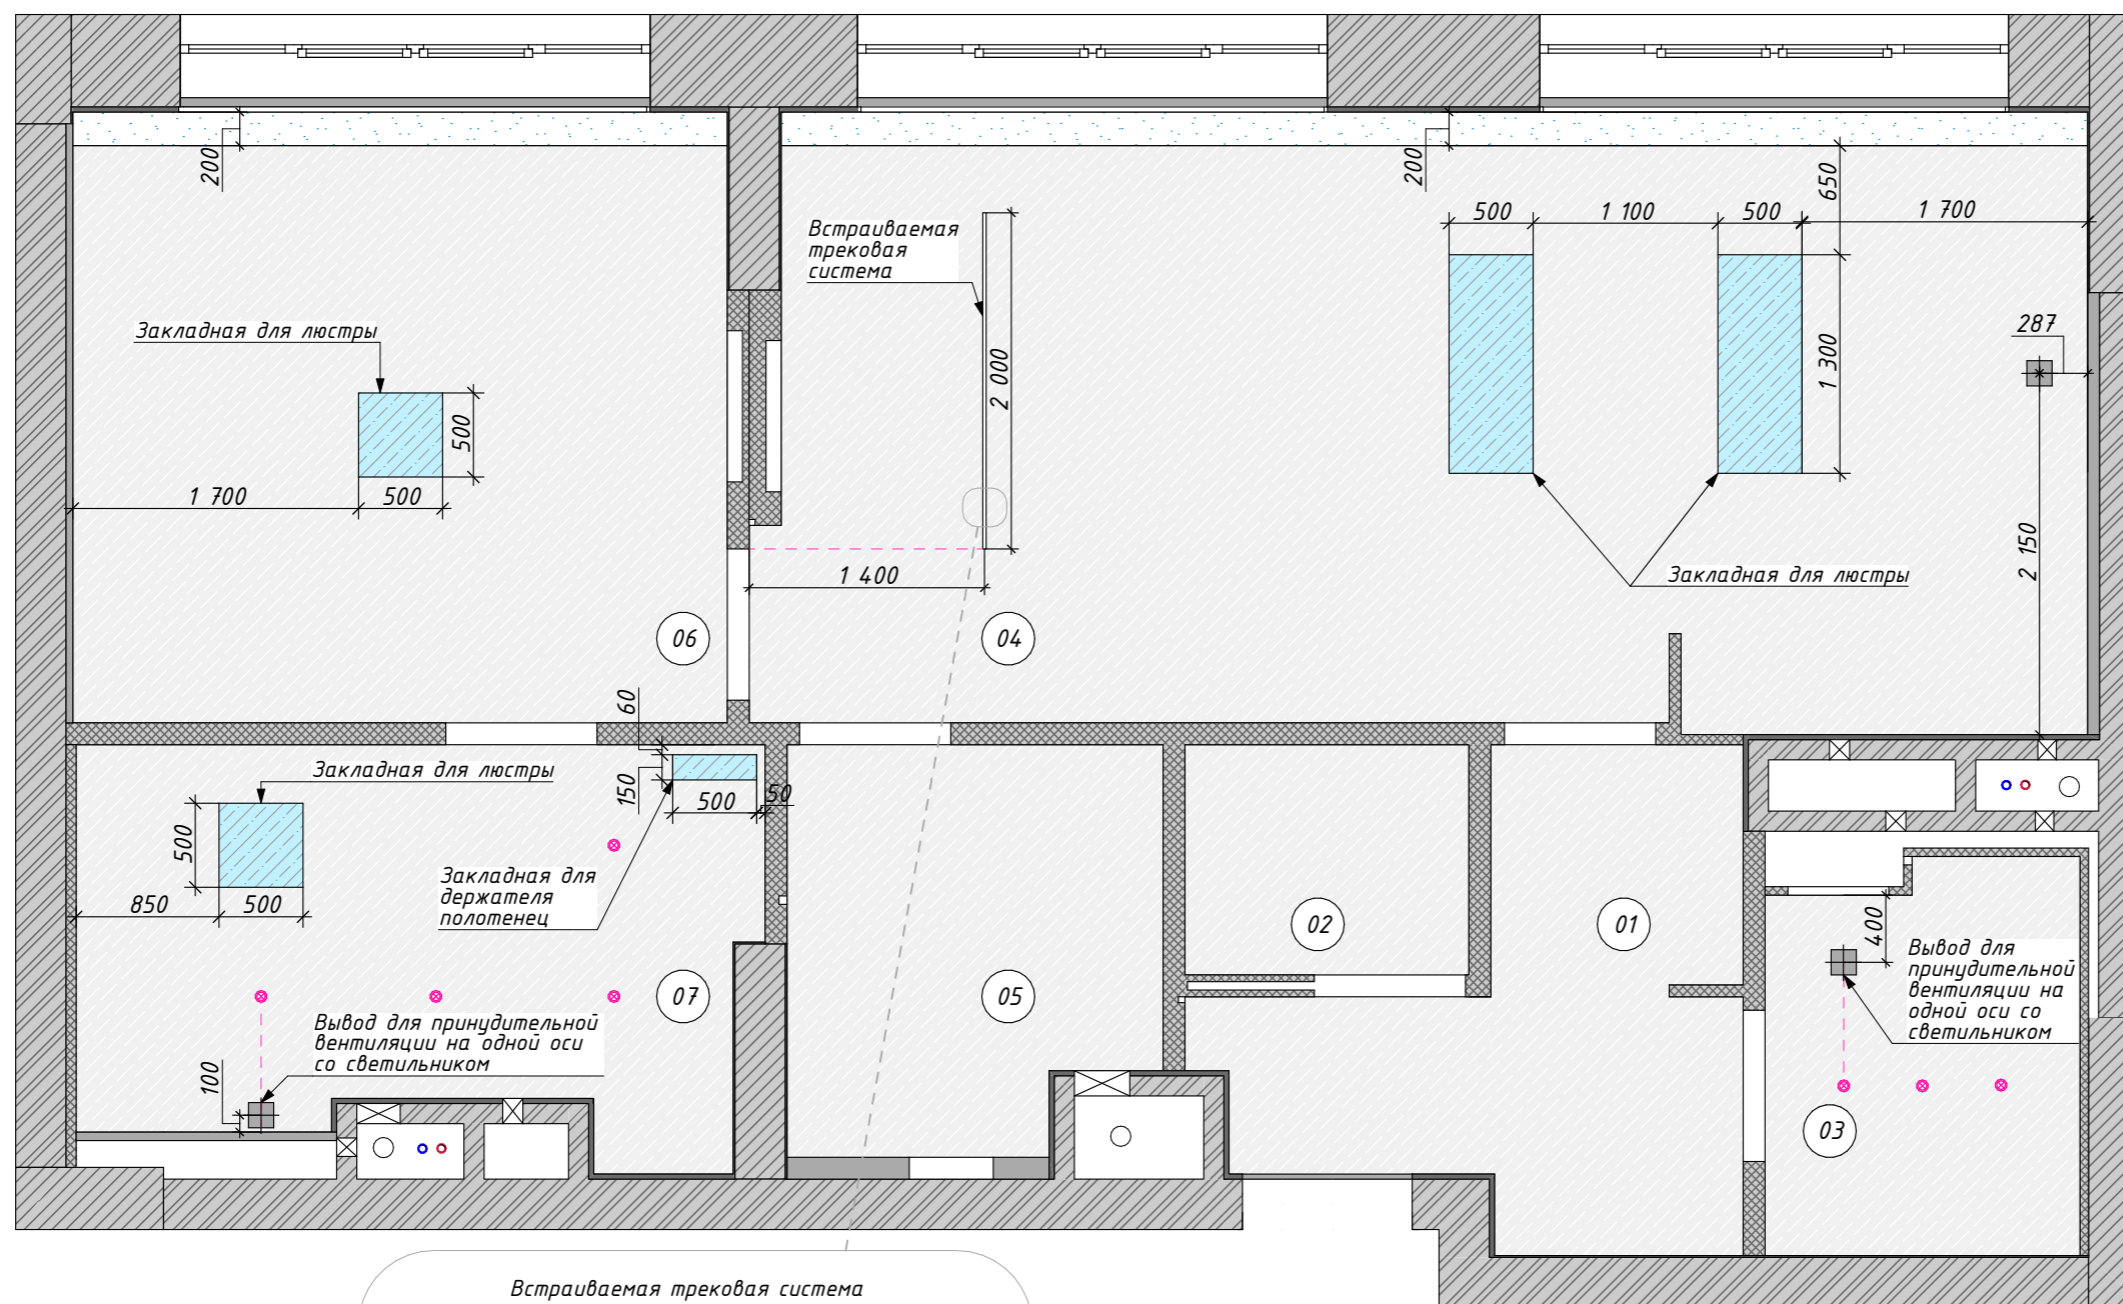 200
200
650
500
1 100
500
1 700
Встраиваемая
трековая
система
287
Закладная для люстры
2 000
1 300
500
1 700
500
1 400
2 150
Закладная для люстры
06
04
60
Закладная для люстры
150
500
50
500
Закладная для
держателя
полотенец
850
500
02
01
400
Вывод для
принудительной
вентиляции на
одной оси со
светильником
07
05
Вывод для принудительной
вентиляции на одной оси
со светильником
100
03
Встраиваемая трековая система